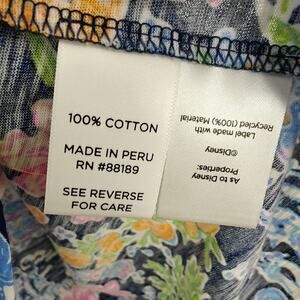 100% COTTON
MADE IN PERU
RN #88189
SEE REVERSE
FOR CARE
As to Disney
Properties:
©Disney
Label made with
Recycled (100%) Material